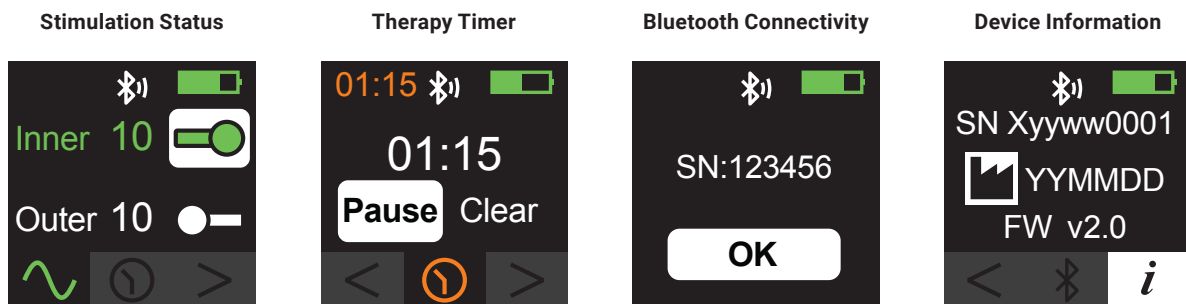 Stimulation Status
Therapy Timer
Bluetooth Connectivity
Device Information
Inner 10
Outer 10
01:15
01:15
Pause Clear
< >
SN:123456
OK
SN Xyyww0001
YYMMDD
FW v2.0
< i